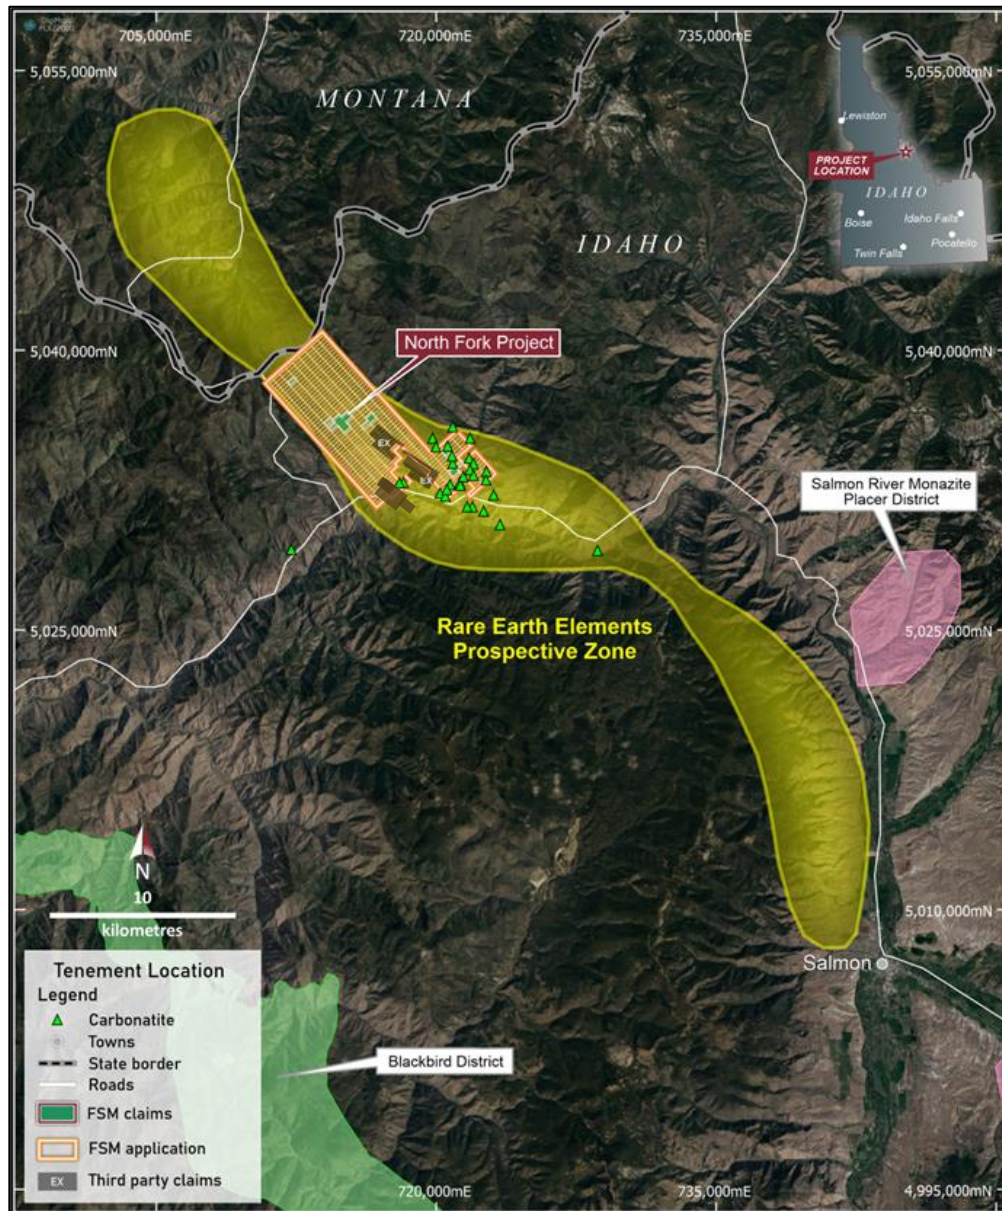 705,000mE
720,000mE
735,000mE
5,055,000mN
5,055,000mN
MONTANA
Lewiston
PROJECT
LOCATION
IDAHO
Boise
Idaho Falls
Pocatello
Twin Falls
IDAHO
5,040,000mN
North Fork Project
5,040,000mN
EX
EX
Salmon River Monazite
Placer District
5,025,000mN
Rare Earth Elements
Prospective Zone
5,025,000mN
N
10
kilometres
5,010,000mN
Salmon
Tenement Location
Legend
Carbonatite
Towns
State border
Roads
FSM claims
FSM application
EX
Third party claims
Blackbird District
720,000mE
735,000mE
4,995,000mN